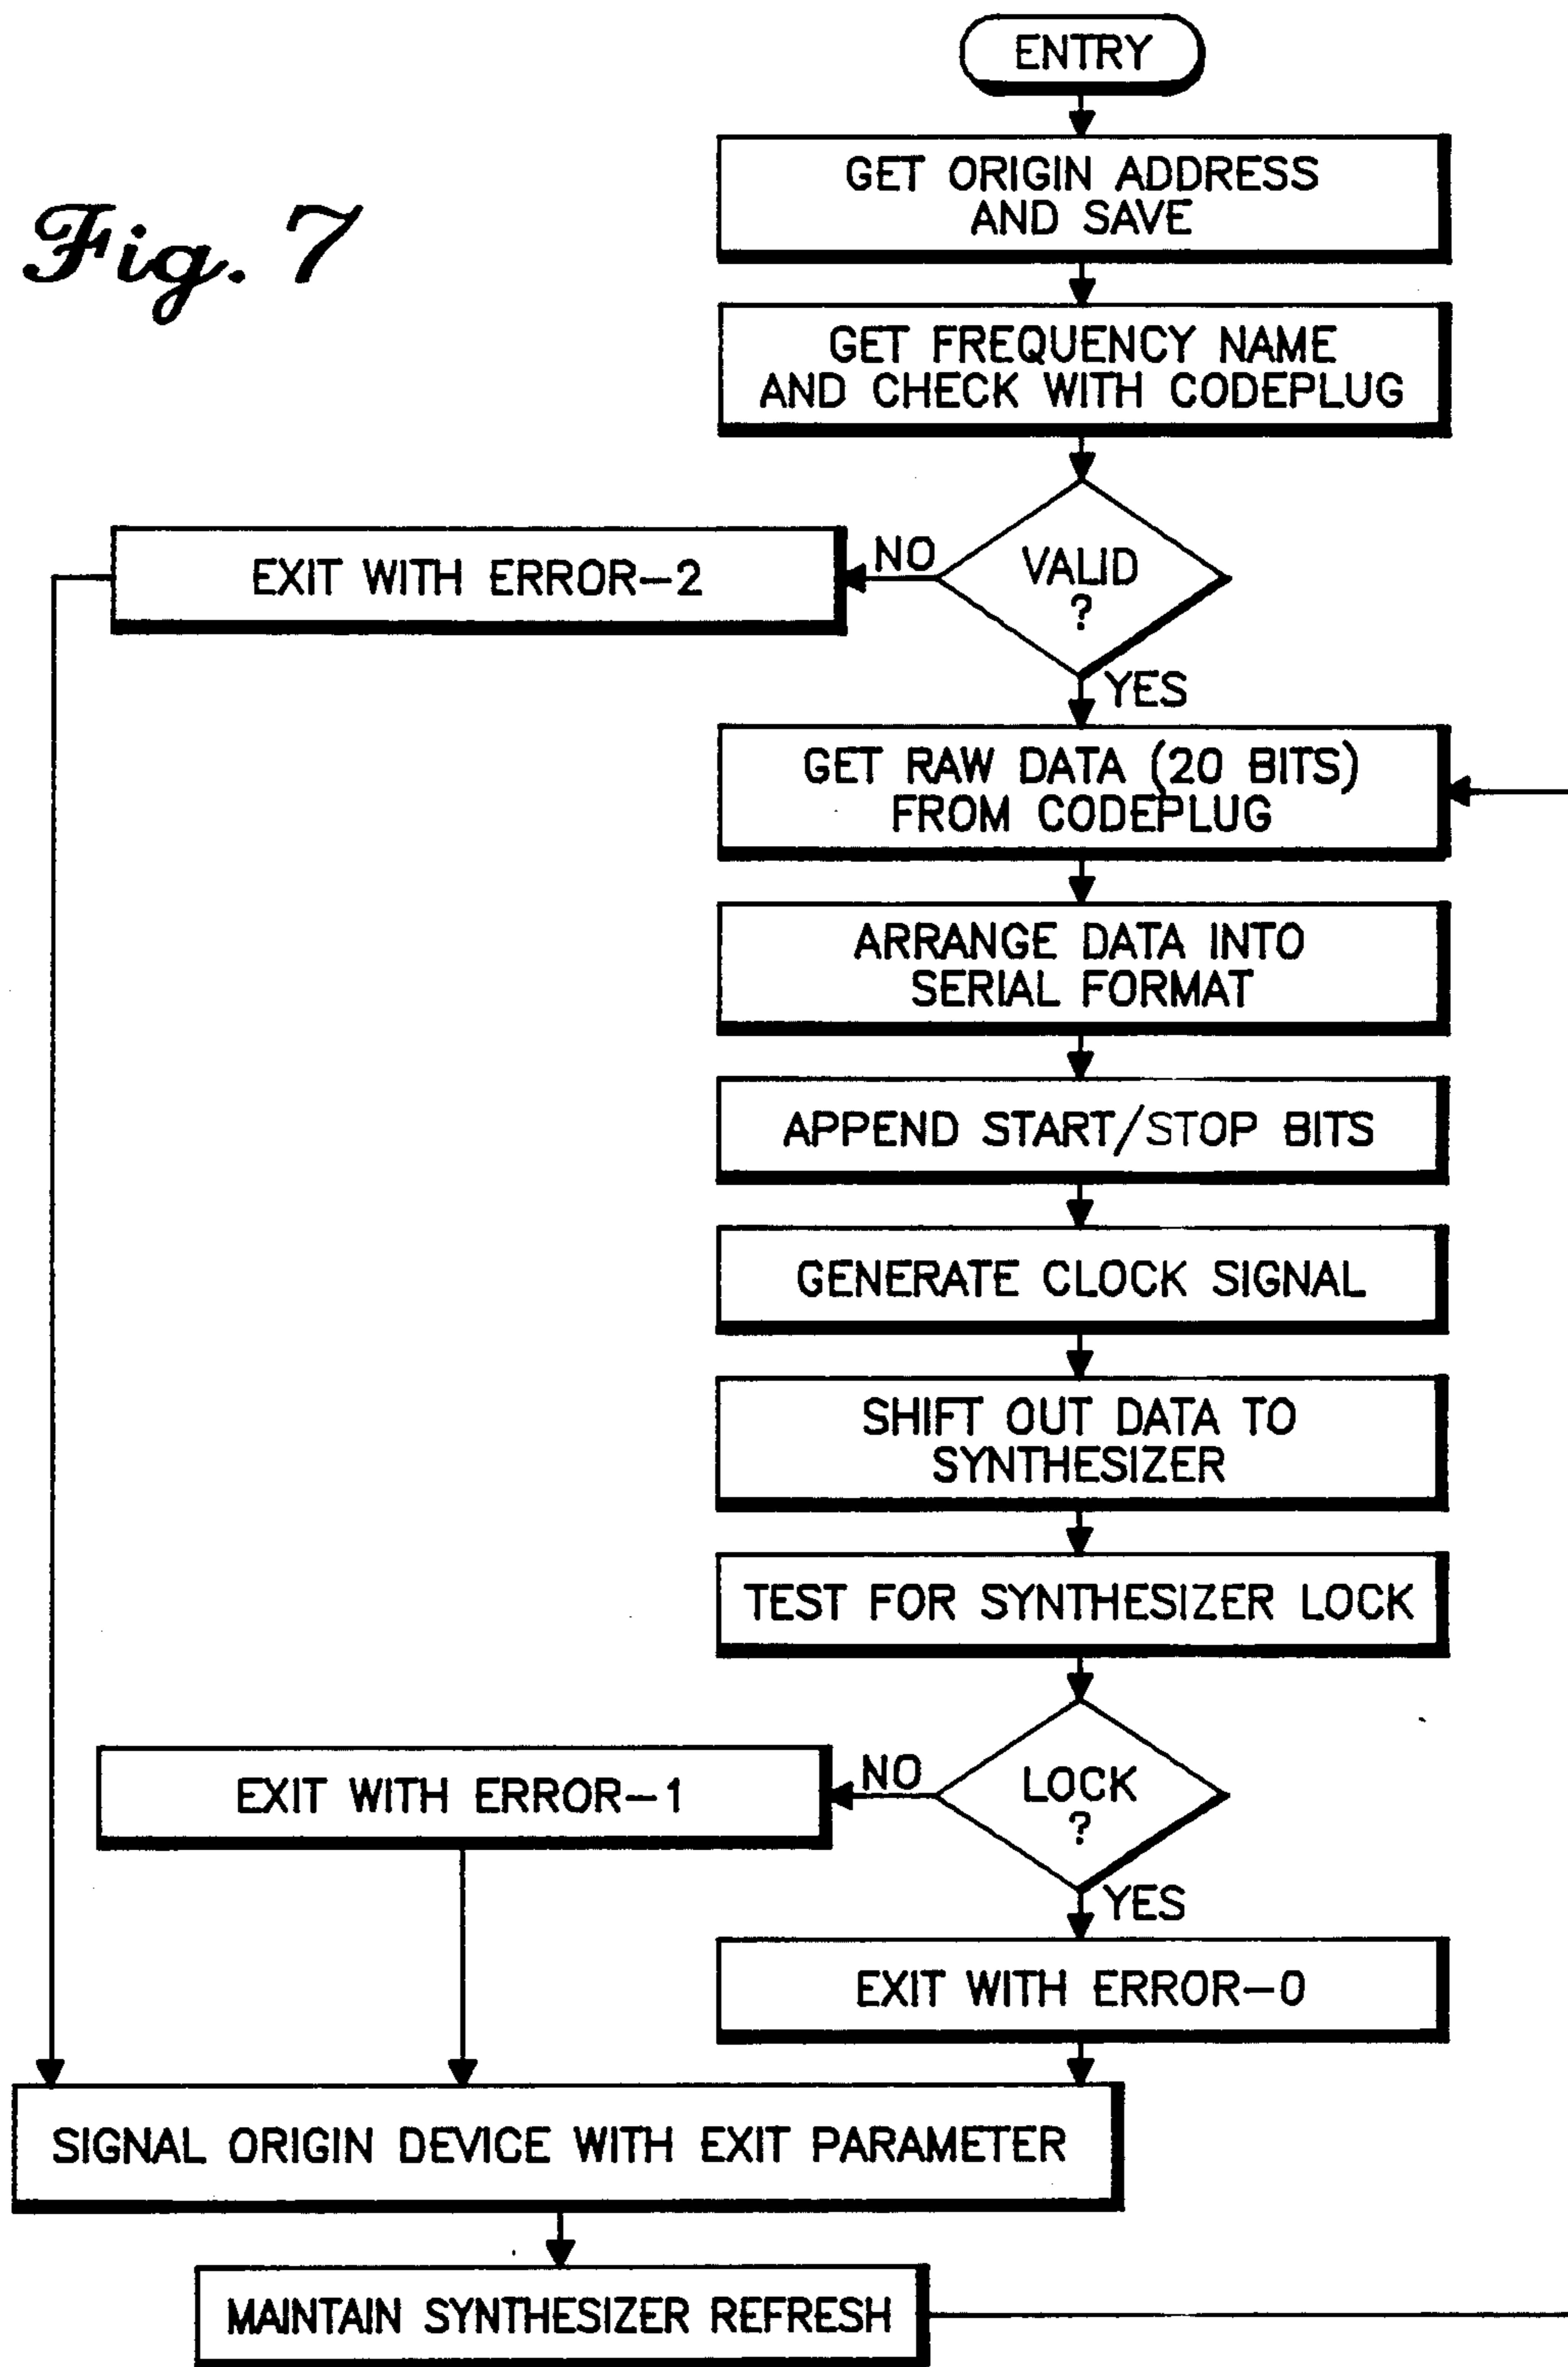 Fig. 7
ENTRY
GET ORIGIN ADDRESS
AND SAVE
GET FREQUENCY NAME
AND CHECK WITH CODEPLUG
VALID
?
NO
EXIT WITH ERROR-2
YES
GET RAW DATA (20 BITS)
FROM CODEPLUG
ARRANGE DATA INTO
SERIAL FORMAT
APPEND START/STOP BITS
GENERATE CLOCK SIGNAL
SHIFT OUT DATA TO
SYNTHESIZER
TEST FOR SYNTHESIZER LOCK
LOCK
?
NO
EXIT WITH ERROR-1
YES
EXIT WITH ERROR-0
SIGNAL ORIGIN DEVICE WITH EXIT PARAMETER
MAINTAIN SYNTHESIZER REFRESH